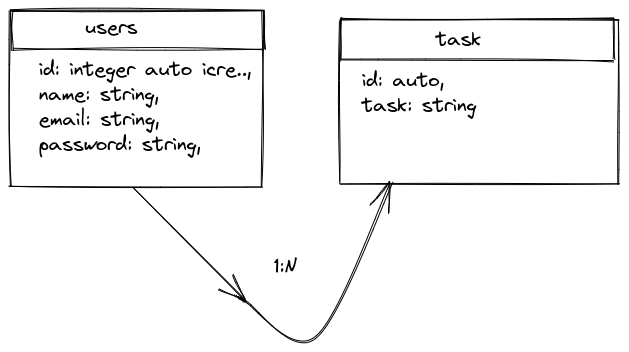 users
id: integer auto icre..,
name: string,
email: string,
password: string,
task
id: auto,
task: string
1:N